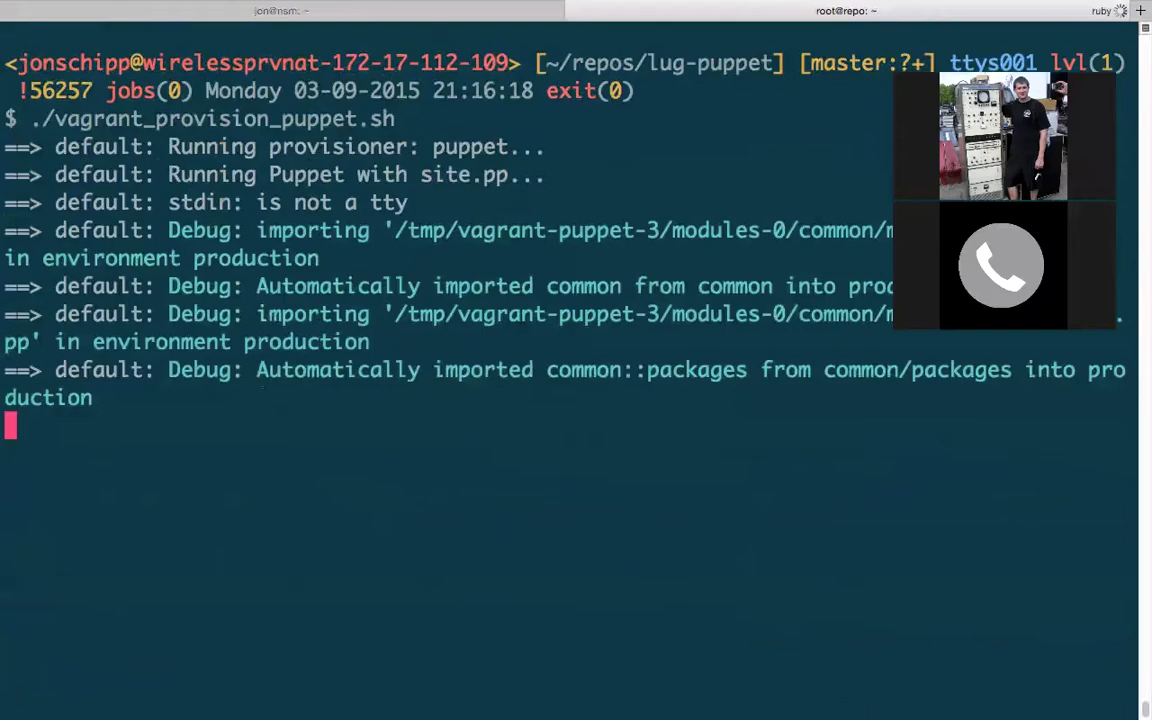 jon@nsm: ~
root@repo: ~
ruby
<jonschipp@wirelessprvnat-172-17-112-109> [~/repos/lug-puppet] [master:?+] ttys001 lvl(1)
!56257 jobs(0) Monday 03-09-2015 21:16:18 exit(0)
$ ./vagrant_provision_puppet.sh
==> default: Running provisioner: puppet...
==> default: Running Puppet with site.pp...
==> default: stdin: is not a tty
==> default: Debug: importing '/tmp/vagrant-puppet-3/modules-0/common/
in environment production
==> default: Debug: Automatically imported common from common into
==> default: Debug: importing '/tmp/vagrant-puppet-3/modules-0/common/ .
pp' in environment production
==> default: Debug: Automatically imported common::packages from common/packages into pro
duction